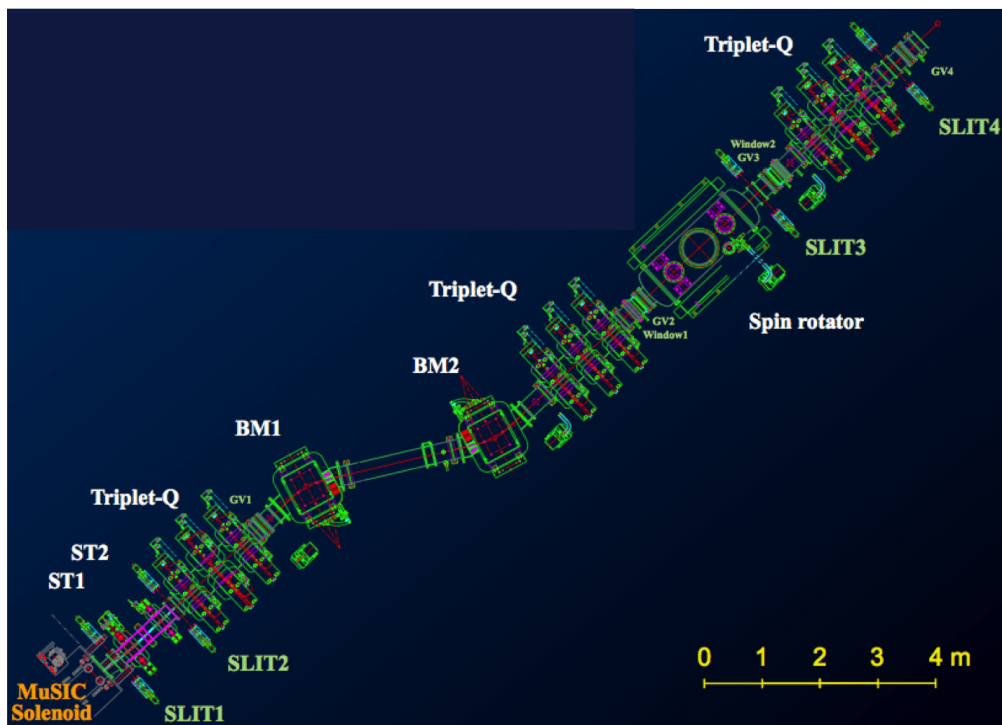 Triplet-Q
GV4
SLIT4
Window2
GV3
SLIT3
Triplet-Q
GV2
Window1
Spin rotator
BM2
BM1
Triplet-Q
GV1
ST2
ST1
SLIT2
MuSIC
Solenoid
SLIT1
0 1 2 3 4 m